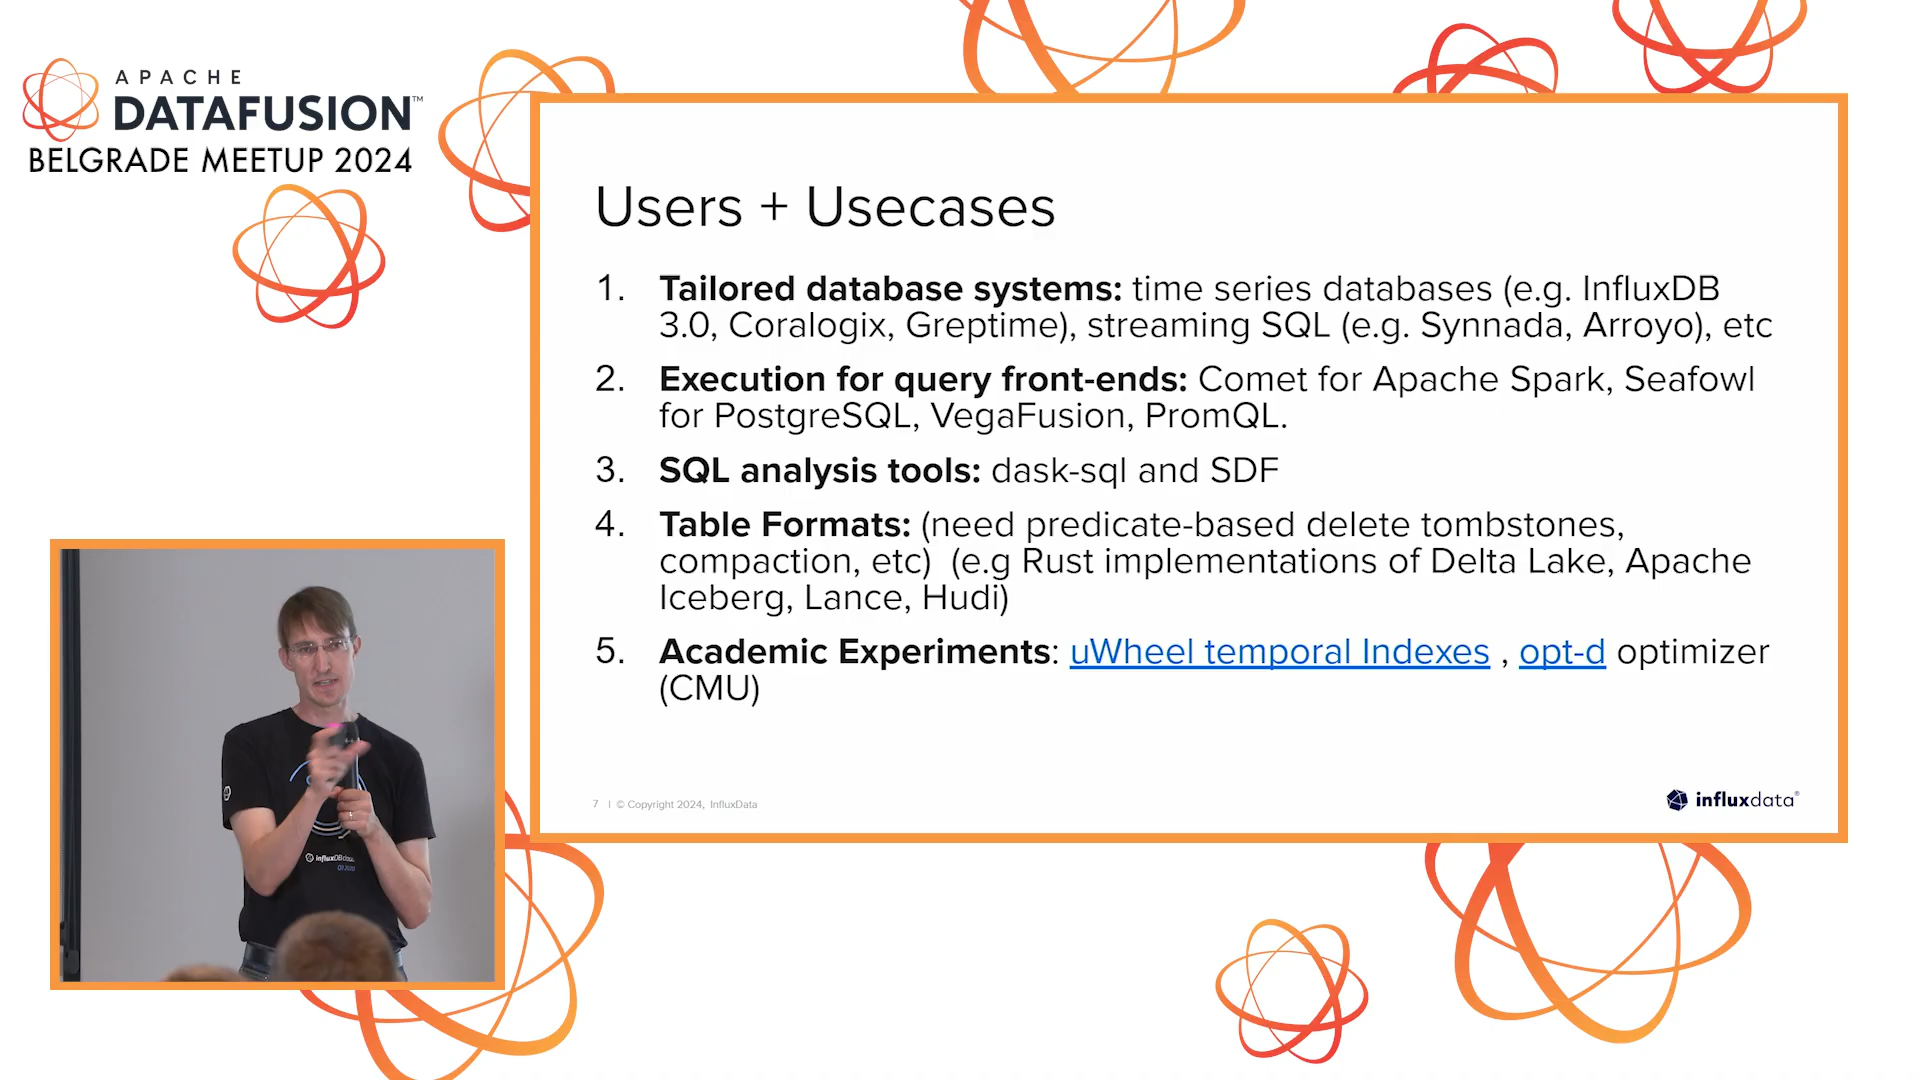 APACHE
DATAFUSION™
BELGRADE MEETUP 2024
Users + Usecases
1. Tailored database systems: time series databases (e.g. InfluxDB
3.0, Coralogix, Greptime), streaming SQL (e.g. Synnada, Arroyo), etc
2. Execution for query front-ends: Comet for Apache Spark, Seafowl
for PostgreSQL, VegaFusion, PromQL.
3. SQL analysis tools: dask-sql and SDF
4. Table Formats: (need predicate-based delete tombstones,
compaction, etc) (e.g Rust implementations of Delta Lake, Apache
Iceberg, Lance, Hudi)
5. Academic Experiments: uWheel temporal Indexes , opt-d optimizer
(CMU)
7 | © Copyright 2024, InfluxData
influxdata®
influxDB